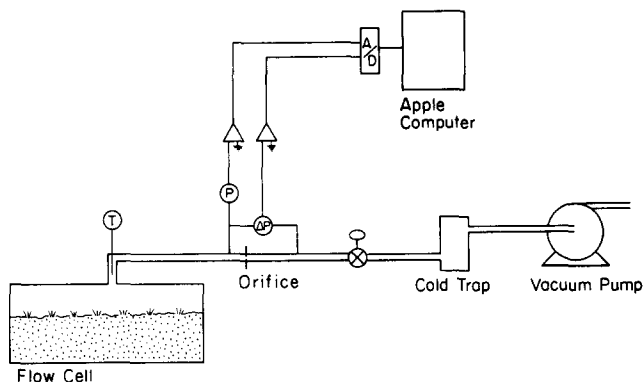 A/D
Apple
Computer
P
ΔP
T
Orifice
Cold Trap
Vacuum Pump
Flow Cell